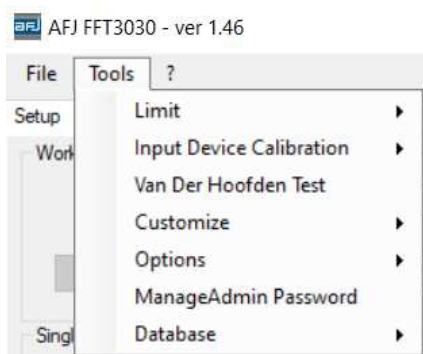 AFJ AFJ FFT3030 - ver 1.46
File Tools ?
Setup Limit
Input Device Calibration
Van Der Hoofden Test
Customize
Options
ManageAdmin Password
Database